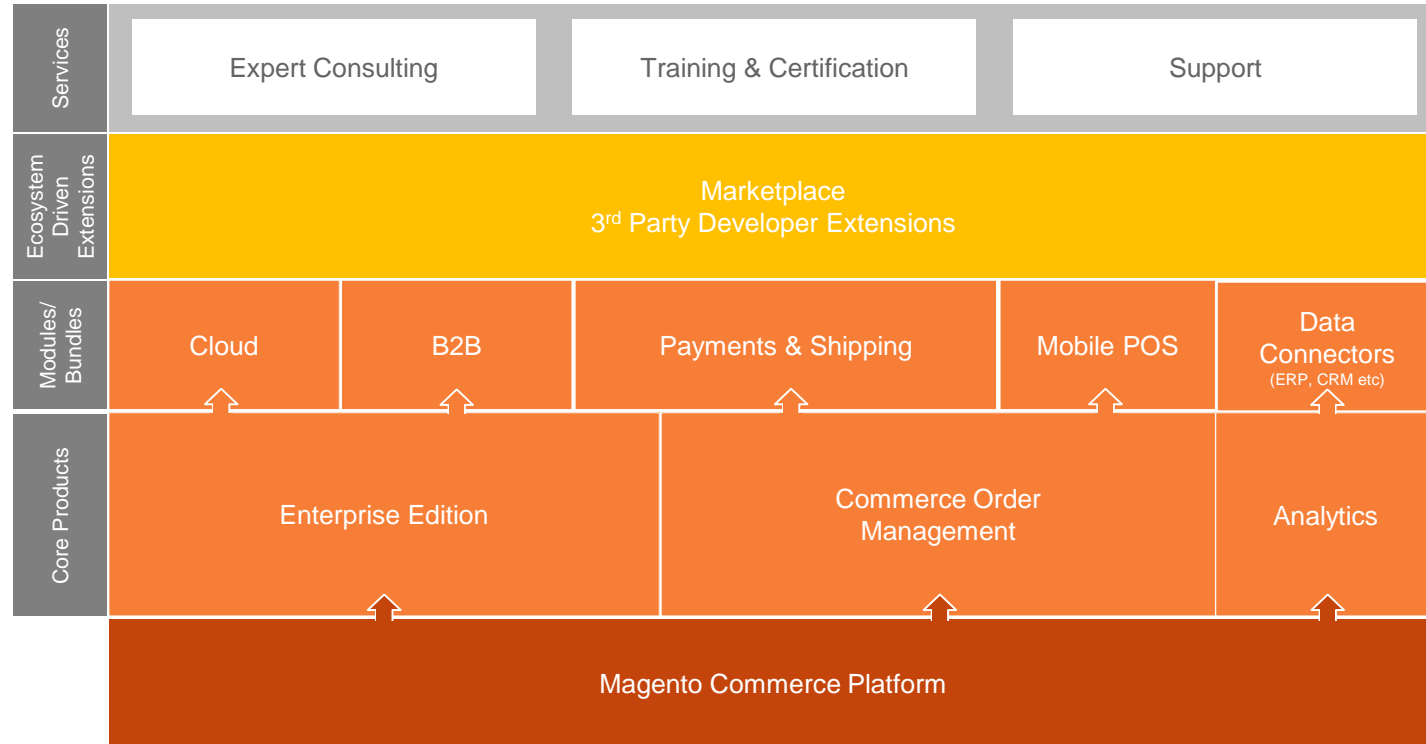 Services
Expert Consulting
Training & Certification
Support
Ecosystem
Driven
Extensions
Marketplace
3rd Party Developer Extensions
Modules/
Bundles
Cloud
B2B
Payments & Shipping
Mobile POS
Data
Connectors
(ERP, CRM etc)
Core Products
Enterprise Edition
Commerce Order
Management
Analytics
Magento Commerce Platform